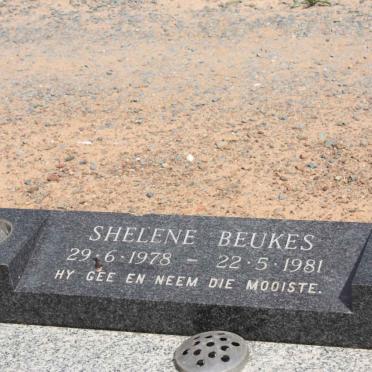 SHELENE BEUKES
29·6·1978 - 22·5·1981
HY GEE EN NEEM DIE MOOISTE.